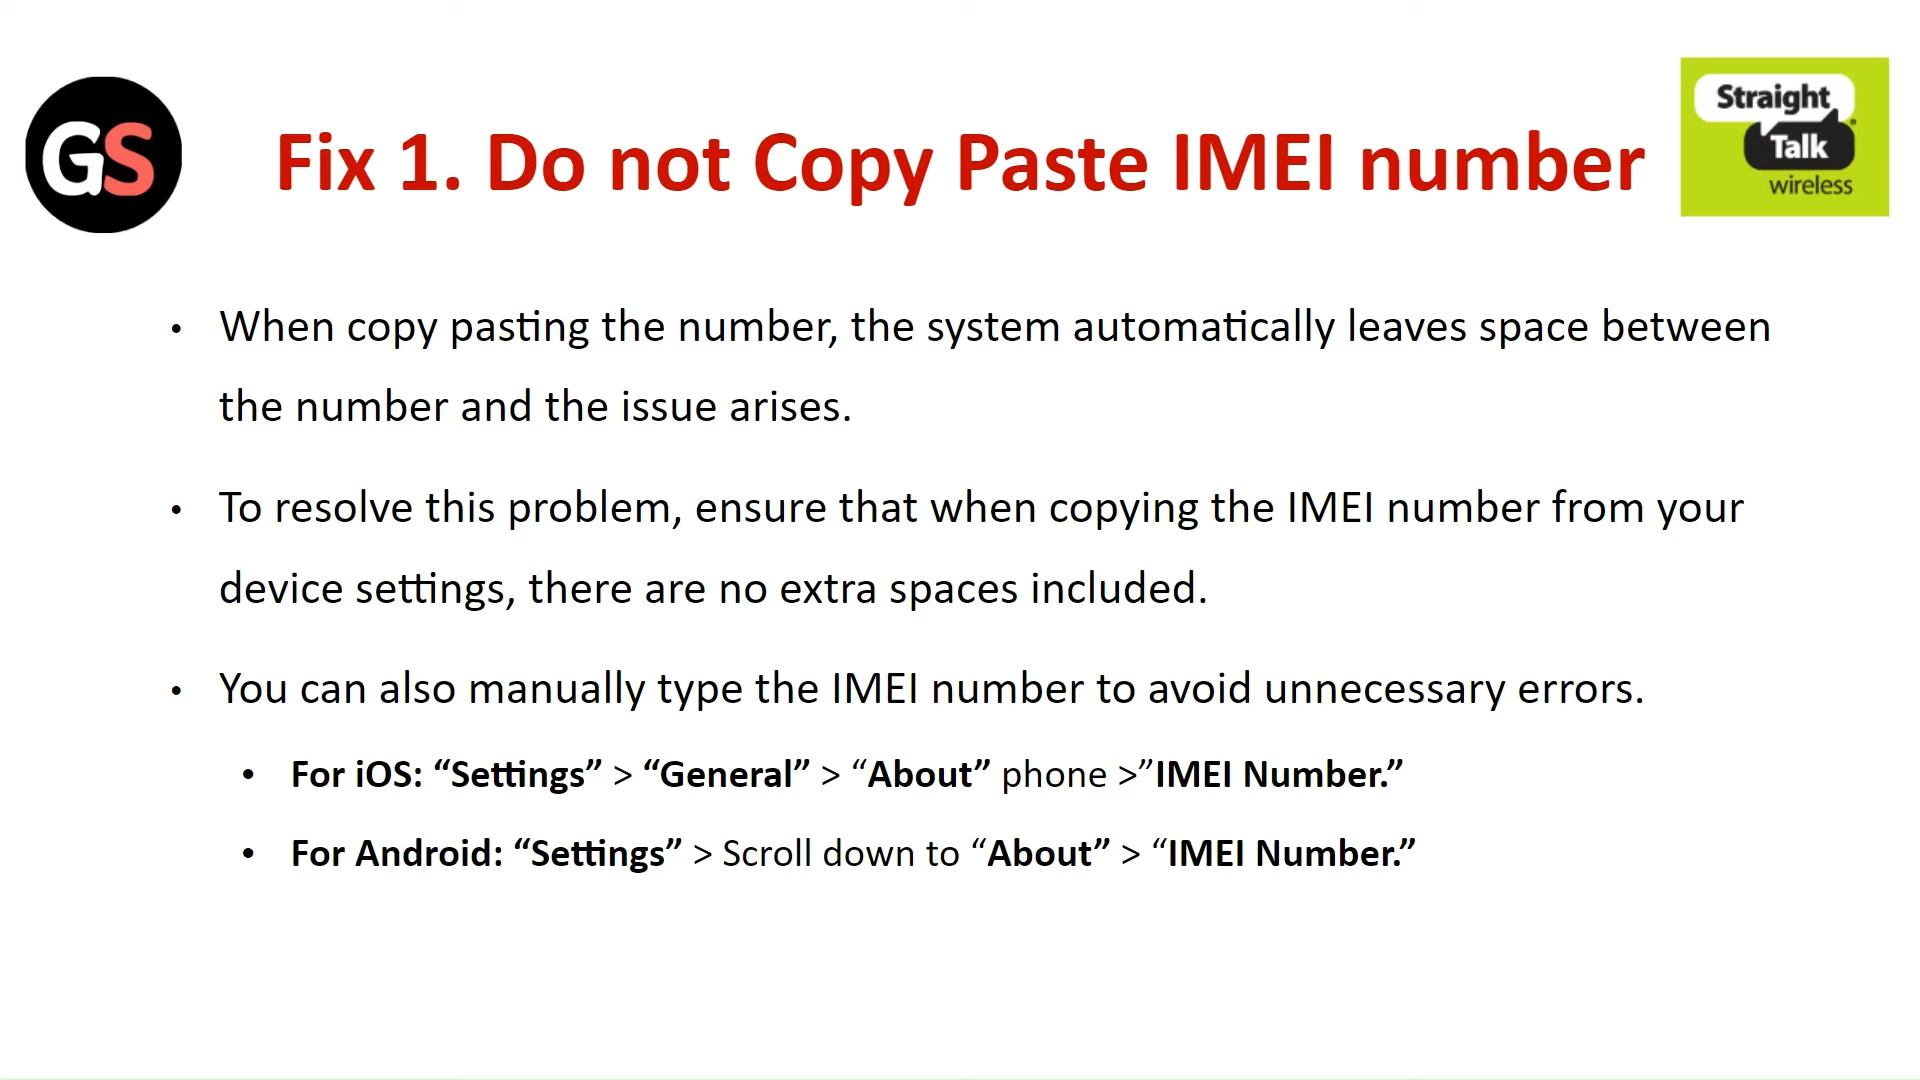 GS
Fix 1. Do not Copy Paste IMEI number
Straight
Talk
wireless
• When copy pasting the number, the system automatically leaves space between
the number and the issue arises.
• To resolve this problem, ensure that when copying the IMEI number from your
device settings, there are no extra spaces included.
• You can also manually type the IMEI number to avoid unnecessary errors.
• For iOS: “Settings” > “General” > “About” phone >”IMEI Number.”
• For Android: “Settings” > Scroll down to “About” > “IMEI Number.”